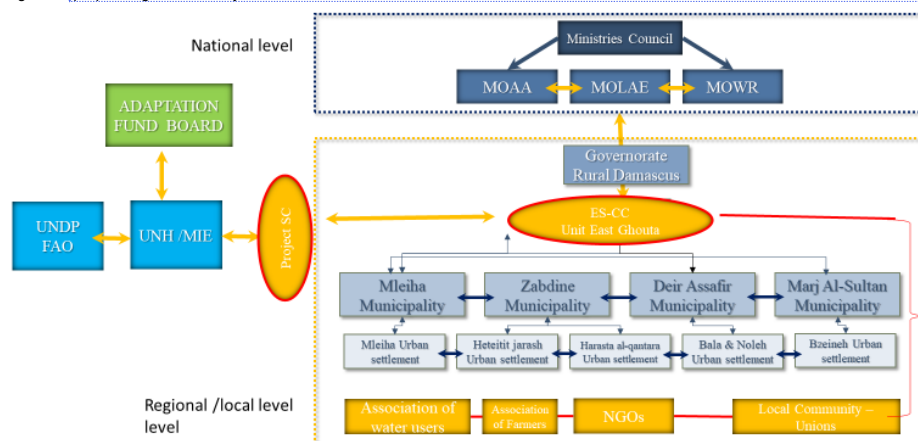 National level
Ministries Council
MOAA
MOLAE
MOWR
ADAPTATION
FUND BOARD
Governorate
Rural Damascus
UNDP
FAO
UNH /MIE
Project SC
ES-CC
Unit East Ghouta
Mleiha
Municipality
Zabdine
Municipality
Deir Assafir
Municipality
Marj Al-Sultan
Municipality
Mleiha Urban
settlement
Heteitit jarash
Urban settlement
Harasta al-qantara
Urban settlement
Bala & Noleh
Urban settlement
Bzeineh Urban
settlement
Regional /local level
level
Association of
water users
Association
of Farmers
NGOs
Local Community –
Unions